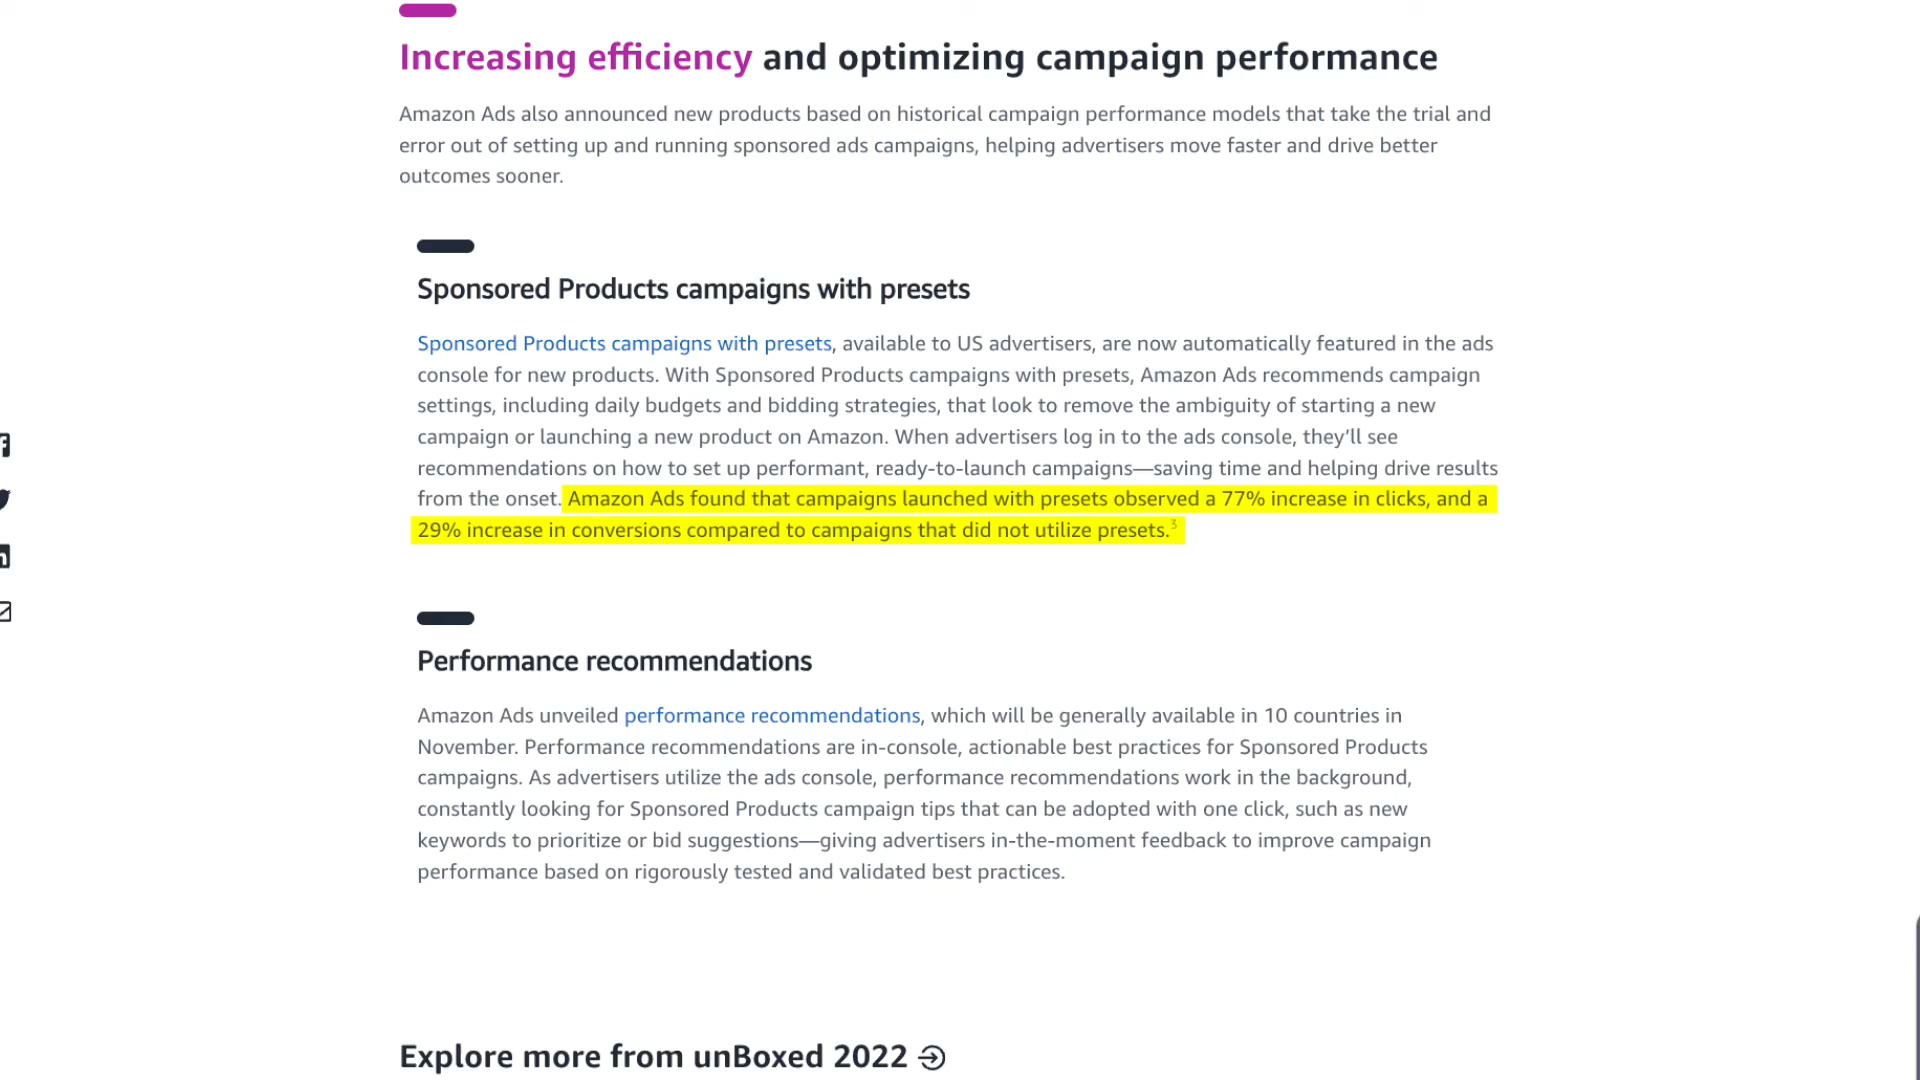 Increasing efficiency and optimizing campaign performance
Amazon Ads also announced new products based on historical campaign performance models that take the trial and
error out of setting up and running sponsored ads campaigns, helping advertisers move faster and drive better
outcomes sooner.
Sponsored Products campaigns with presets
Sponsored Products campaigns with presets, available to US advertisers, are now automatically featured in the ads
console for new products. With Sponsored Products campaigns with presets, Amazon Ads recommends campaign
settings, including daily budgets and bidding strategies, that look to remove the ambiguity of starting a new
campaign or launching a new product on Amazon. When advertisers log in to the ads console, they’ll see
recommendations on how to set up performant, ready-to-launch campaigns—saving time and helping drive results
from the onset. Amazon Ads found that campaigns launched with presets observed a 77% increase in clicks, and a
29% increase in conversions compared to campaigns that did not utilize presets.³
Performance recommendations
Amazon Ads unveiled performance recommendations, which will be generally available in 10 countries in
November. Performance recommendations are in-console, actionable best practices for Sponsored Products
campaigns. As advertisers utilize the ads console, performance recommendations work in the background,
constantly looking for Sponsored Products campaign tips that can be adopted with one click, such as new
keywords to prioritize or bid suggestions—giving advertisers in-the-moment feedback to improve campaign
performance based on rigorously tested and validated best practices.
Explore more from unBoxed 2022